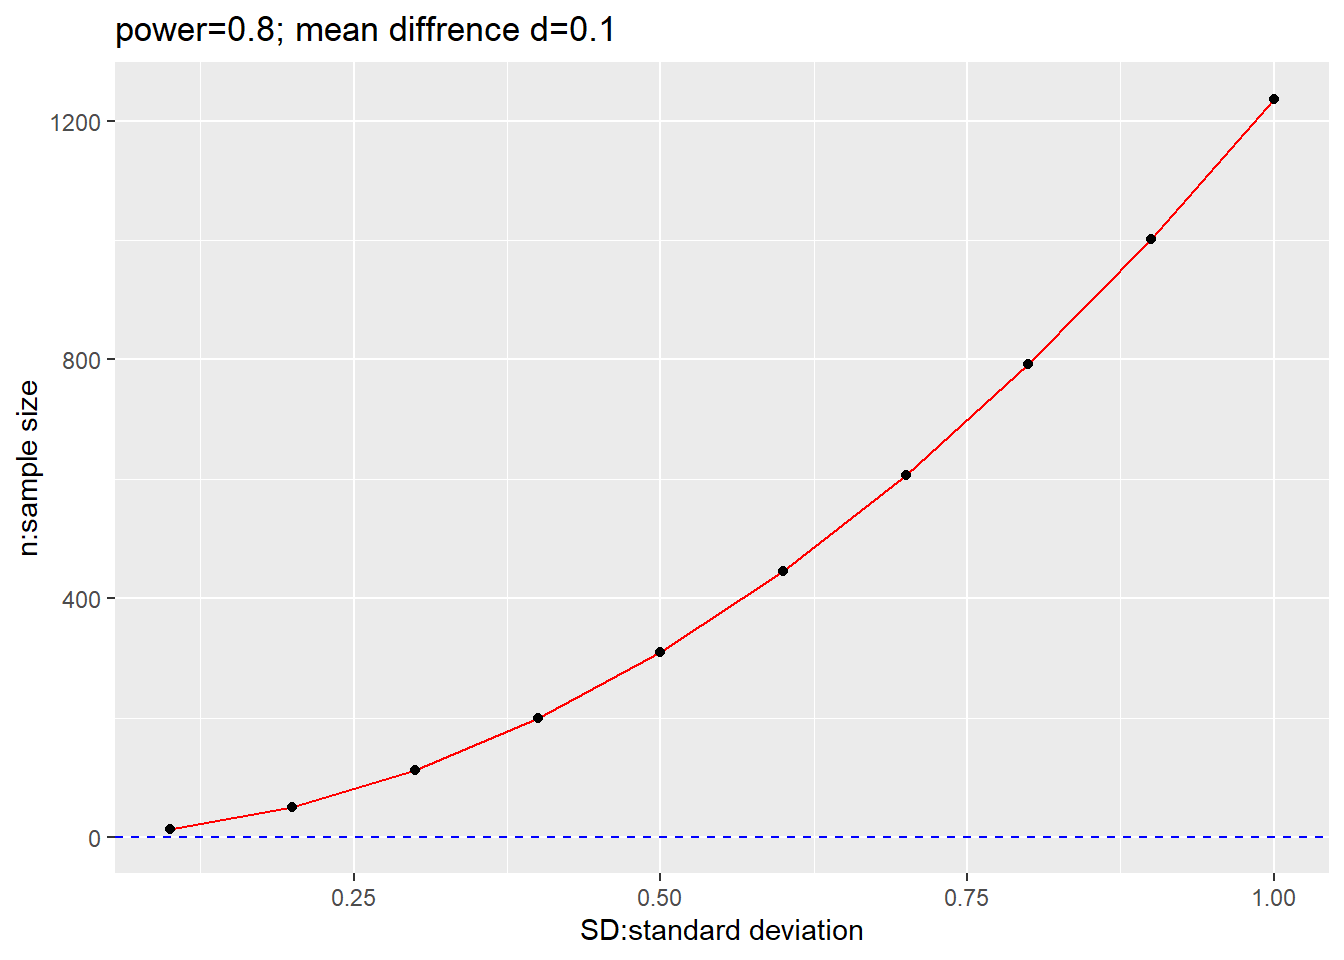 power=0.8; mean diffrence d=0.1
n:sample size
1200
800
400
0
0.25 0.50 0.75 1.00
SD:standard deviation